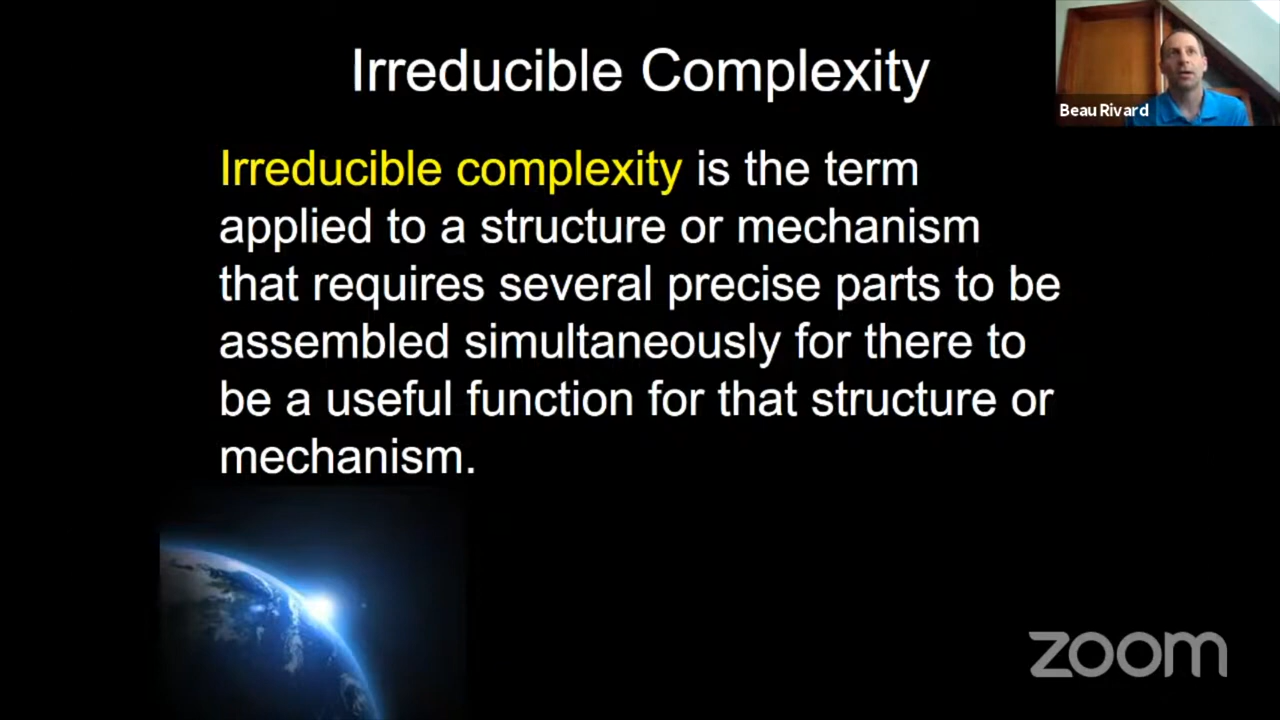 Irreducible Complexity
Beau Rivard
Irreducible complexity is the term
applied to a structure or mechanism
that requires several precise parts to be
assembled simultaneously for there to
be a useful function for that structure or
mechanism.
zoom